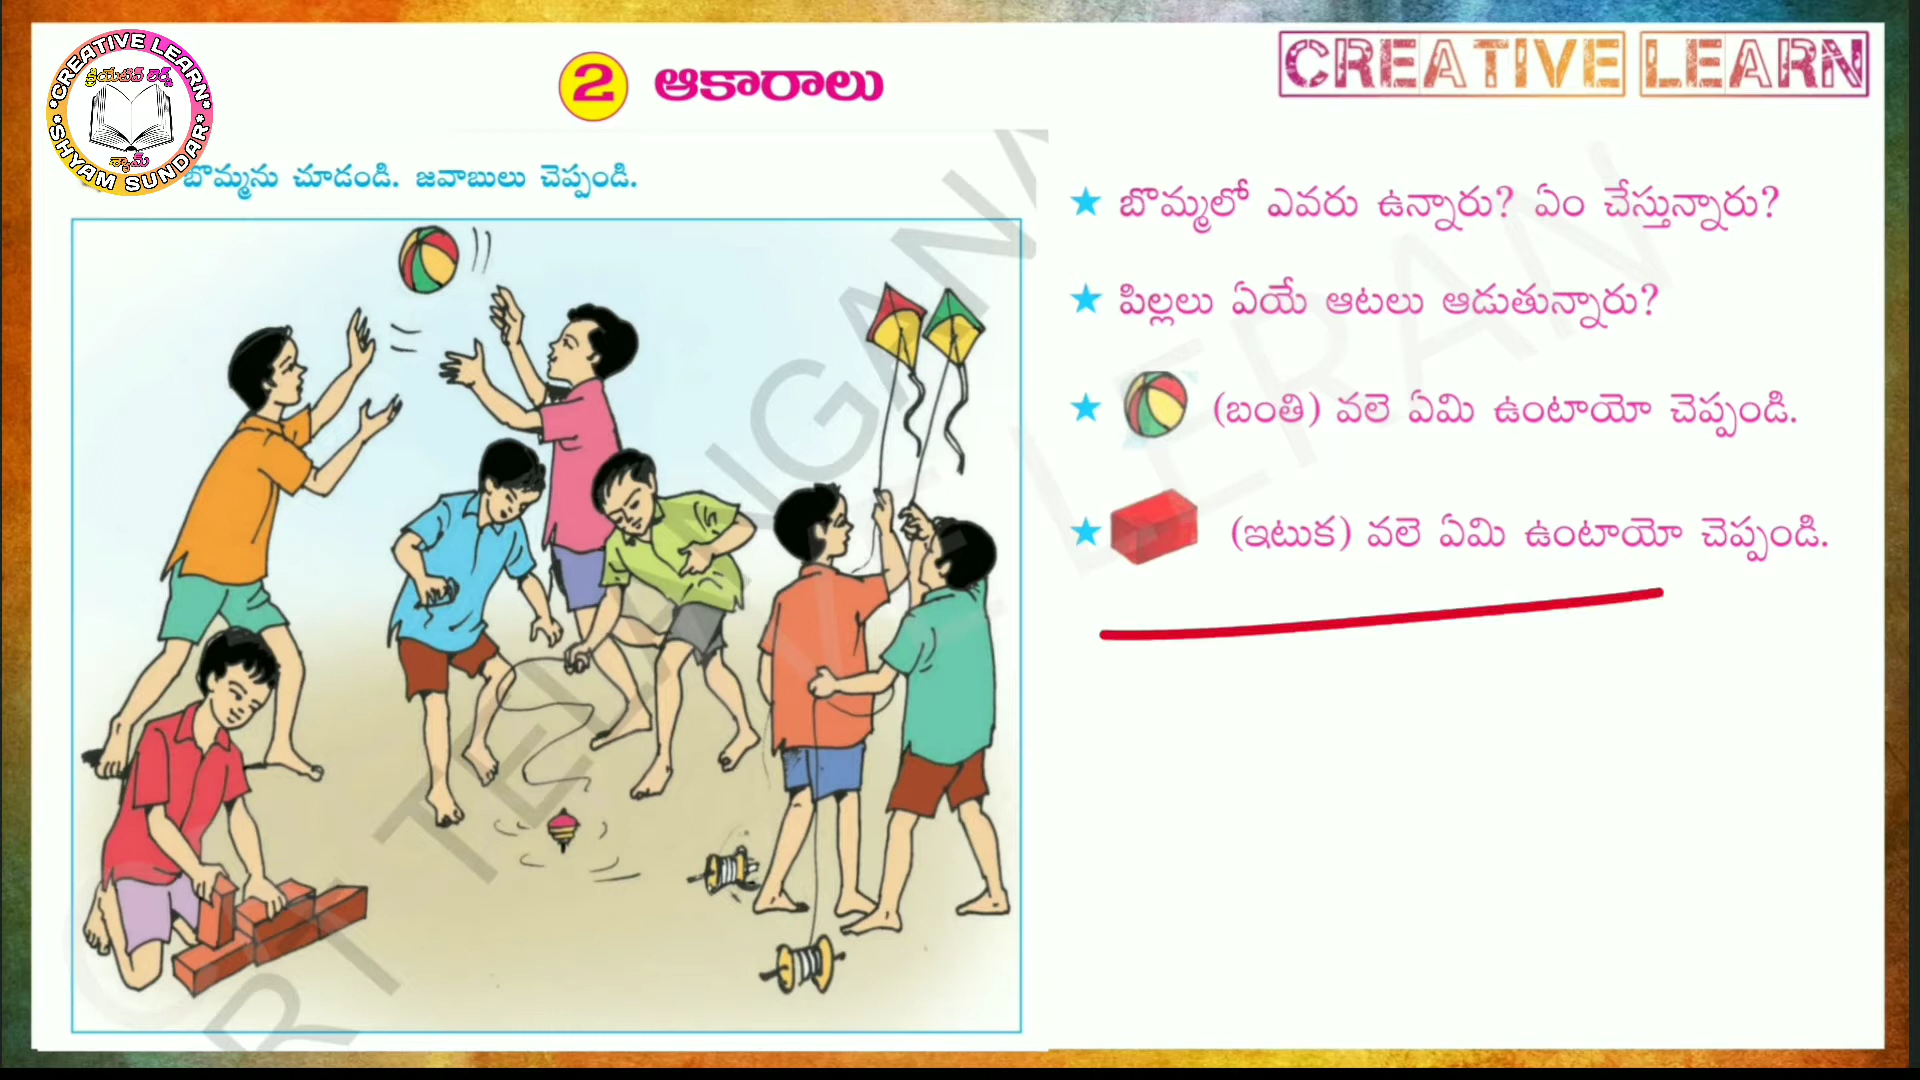 CREATIVE LEARN
క్రియేటివ్ లెర్న్
శ్యామ్
SHYAM SUNDAR
2 ఆకారాలు
CREATIVE LEARN
బొమ్మను చూడండి. జవాబులు చెప్పండి.
★ బొమ్మలో ఎవరు ఉన్నారు? ఏం చేస్తున్నారు?
★ పిల్లలు ఏయే ఆటలు ఆడుతున్నారు?
★ (బంతి) వలె ఏమి ఉంటాయో చెప్పండి.
★ (ఇటుక) వలె ఏమి ఉంటాయో చెప్పండి.